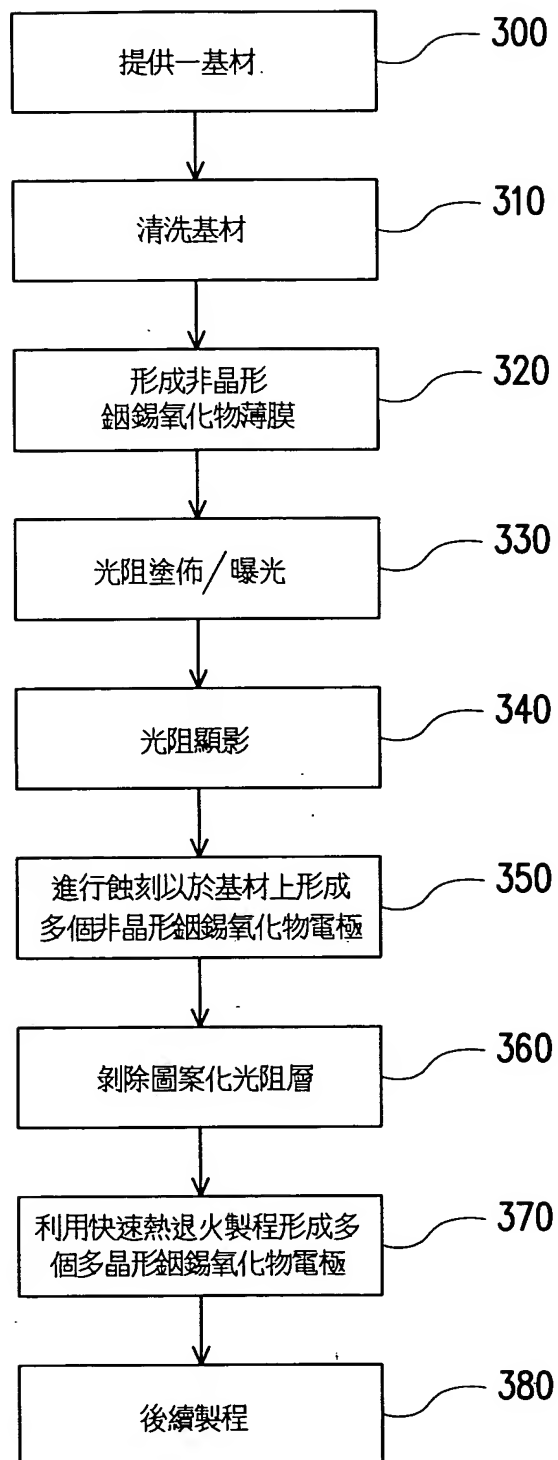 提供一基材
300
清洗基材
310
形成非晶形
銦錫氧化物薄膜
320
光阻塗佈/曝光
330
光阻顯影
340
進行蝕刻以於基材上形成
多個非晶形銦錫氧化物電極
350
剝除圖案化光阻層
360
利用快速熱退火製程形成多
個多晶形銦錫氧化物電極
370
後續製程
380